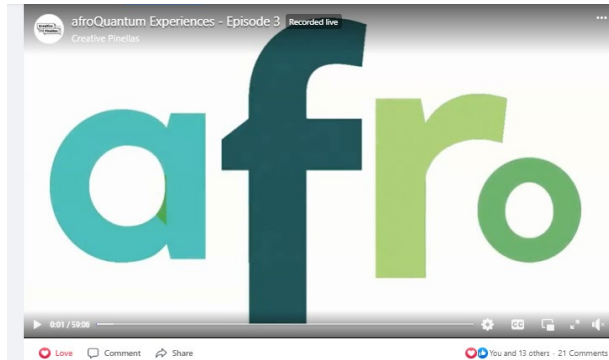 afroQuantum Experiences - Episode 3 Recorded live
Creative Pinellas
afro
0:01 / 59:06
CC
Love Comment Share You and 13 others · 21 Comments